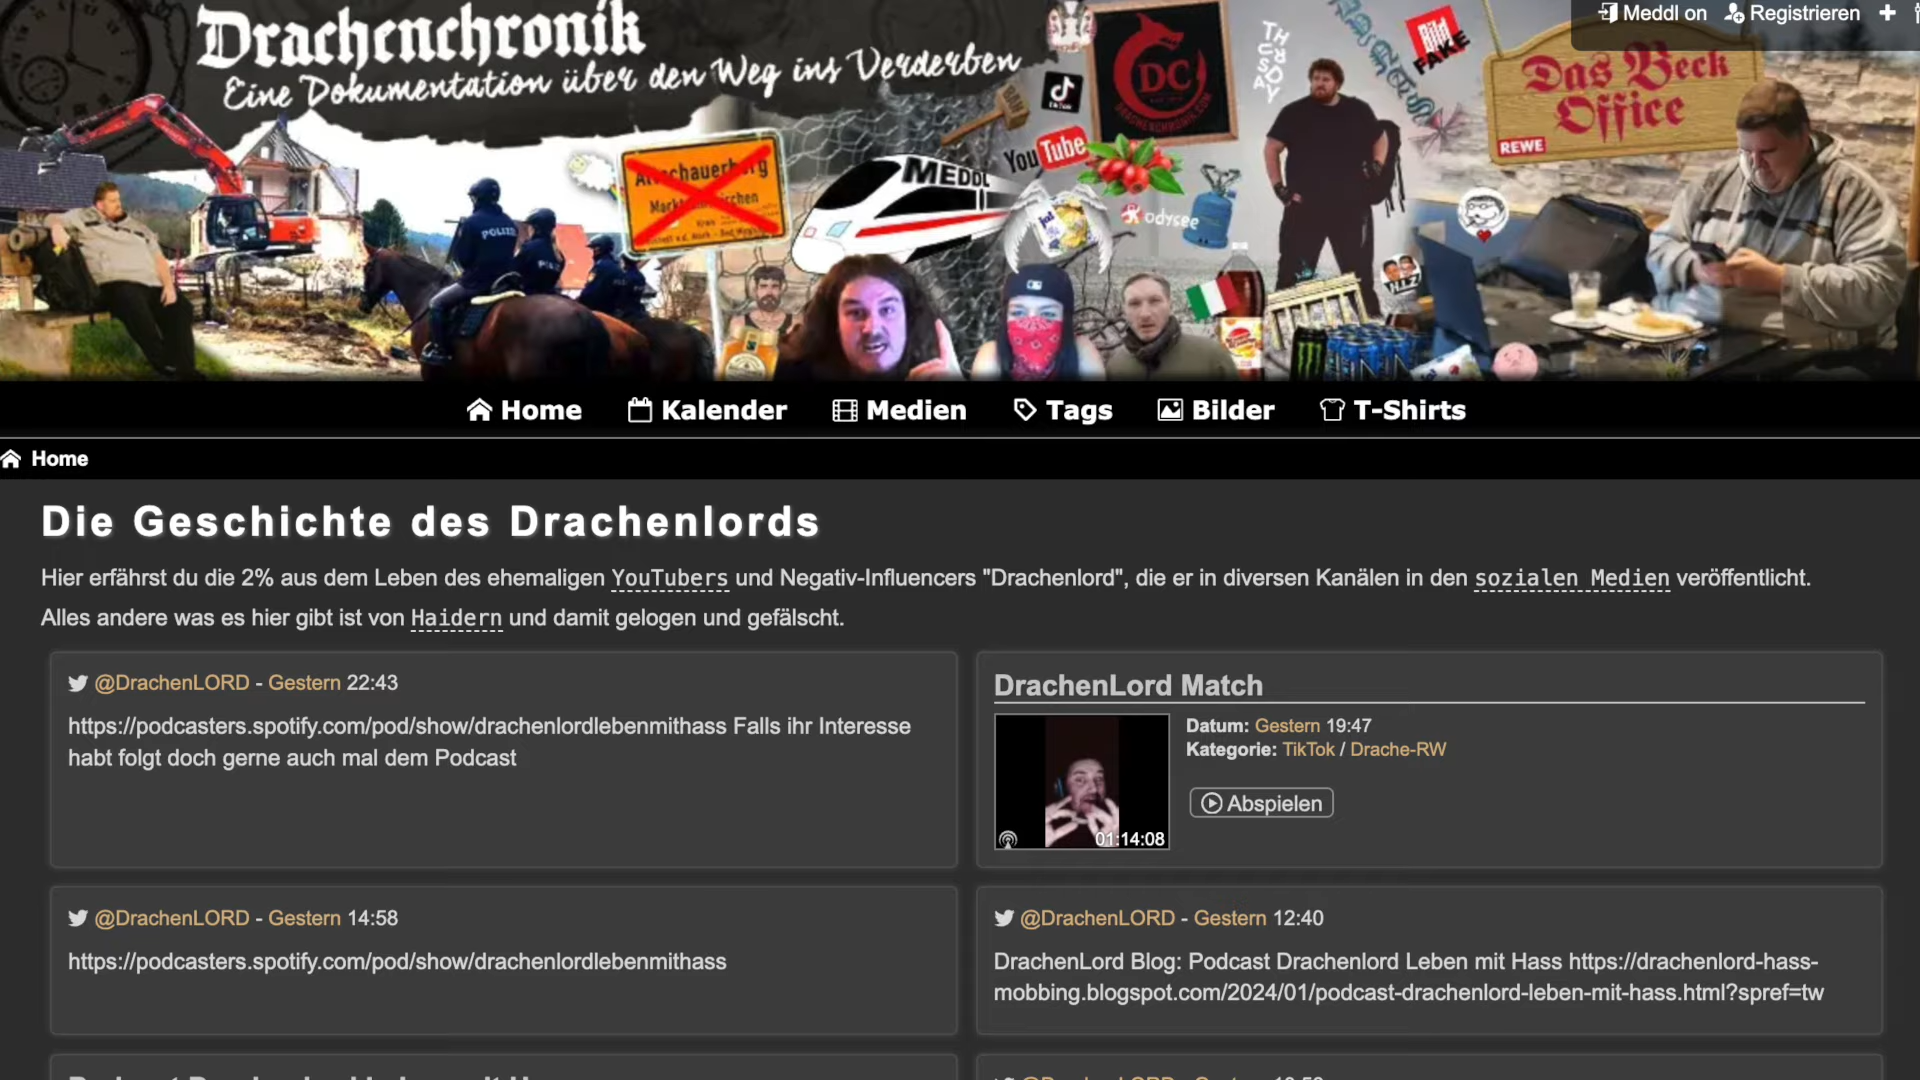 Meddl on
Registrieren
Drachenchronik
Eine Dokumentation über den Weg ins Verderben
BAN
TikTok
DC
DRACHENCHRONIK.COM
BILD
FAKE
Das Beck
Office
REWE
YouTube
MEDDL
odysee
POLIZEI
Home
Kalender
Medien
Tags
Bilder
T-Shirts
Home
Die Geschichte des Drachenlords
Hier erfährst du die 2% aus dem Leben des ehemaligen YouTubers und Negativ-Influencers "Drachenlord", die er in diversen Kanälen in den sozialen Medien veröffentlicht.
Alles andere was es hier gibt ist von Haidern und damit gelogen und gefälscht.
@DrachenLORD - Gestern 22:43
https://podcasters.spotify.com/pod/show/drachenlordlebenmithass Falls ihr Interesse
habt folgt doch gerne auch mal dem Podcast
DrachenLord Match
Datum: Gestern 19:47
Kategorie: TikTok / Drache-RW
Abspielen
01:14:08
@DrachenLORD - Gestern 14:58
https://podcasters.spotify.com/pod/show/drachenlordlebenmithass
@DrachenLORD - Gestern 12:40
DrachenLord Blog: Podcast Drachenlord Leben mit Hass https://drachenlord-hass-
mobbing.blogspot.com/2024/01/podcast-drachenlord-leben-mit-hass.html?spref=tw